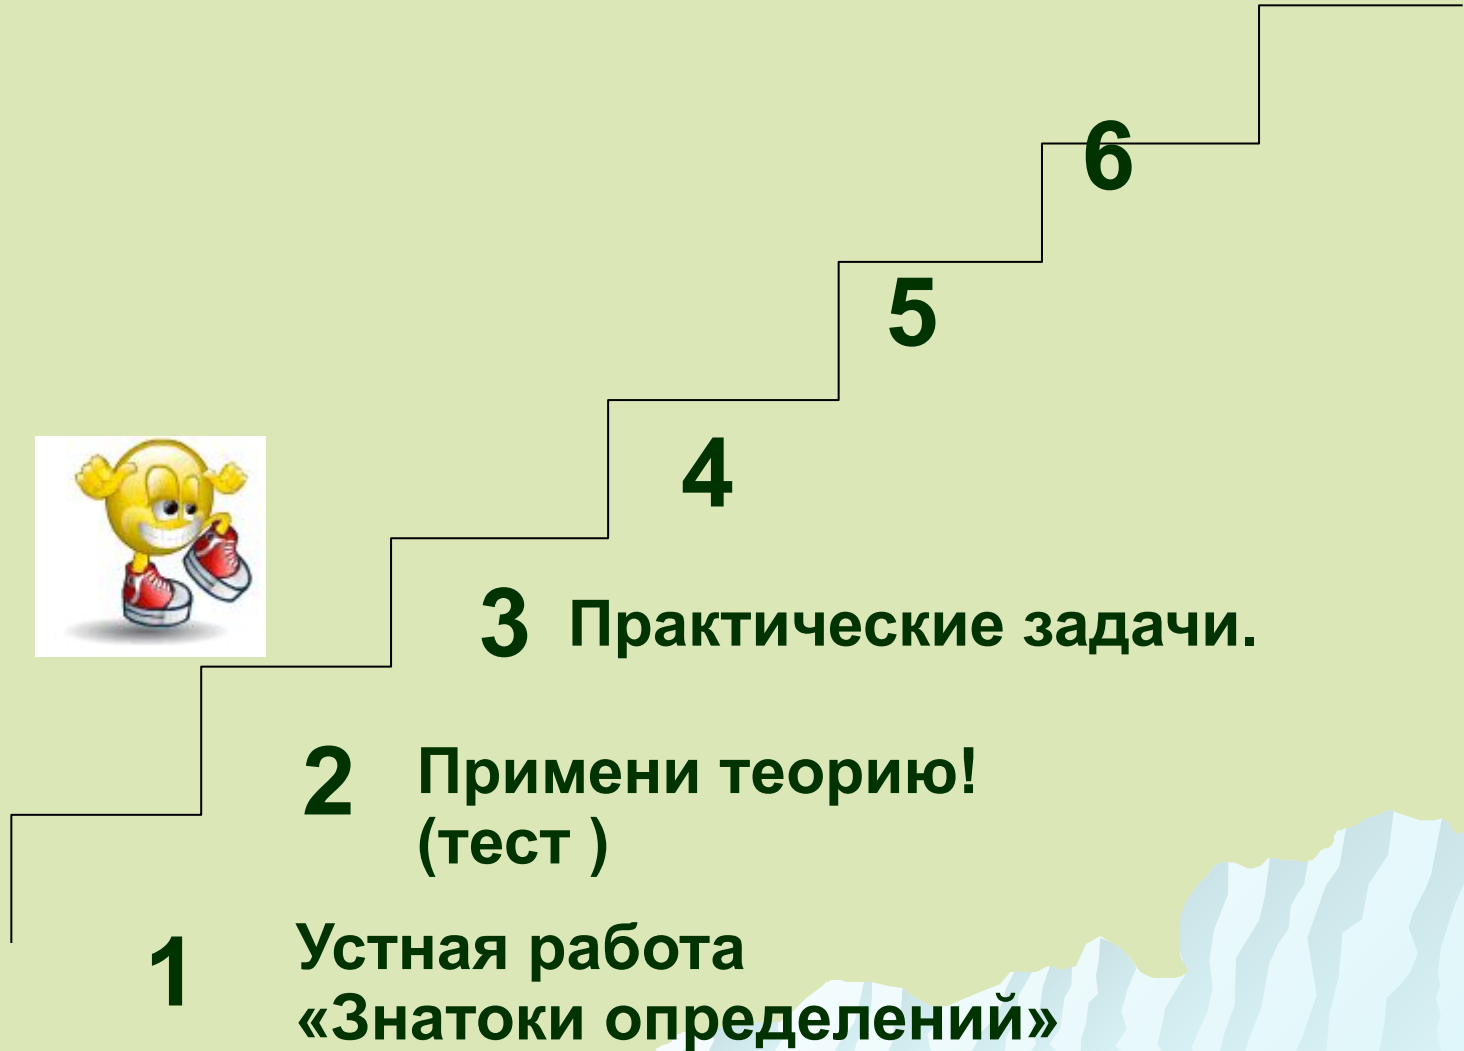 6
5
4
3 Практические задачи.
2 Примени теорию!
(тест )
1 Устная работа
«Знатоки определений»